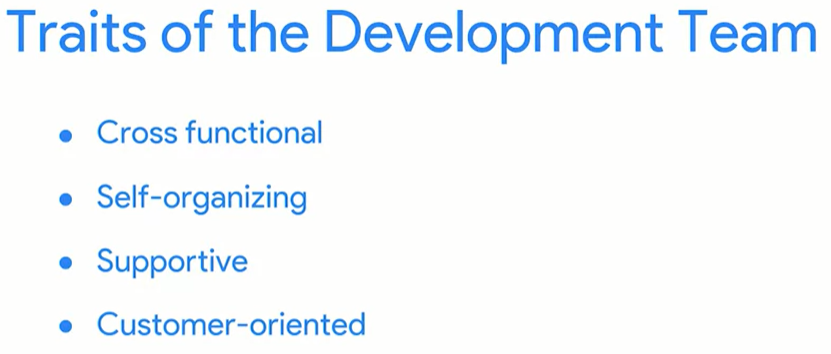 Traits of the Development Team
• Cross functional
• Self-organizing
• Supportive
• Customer-oriented